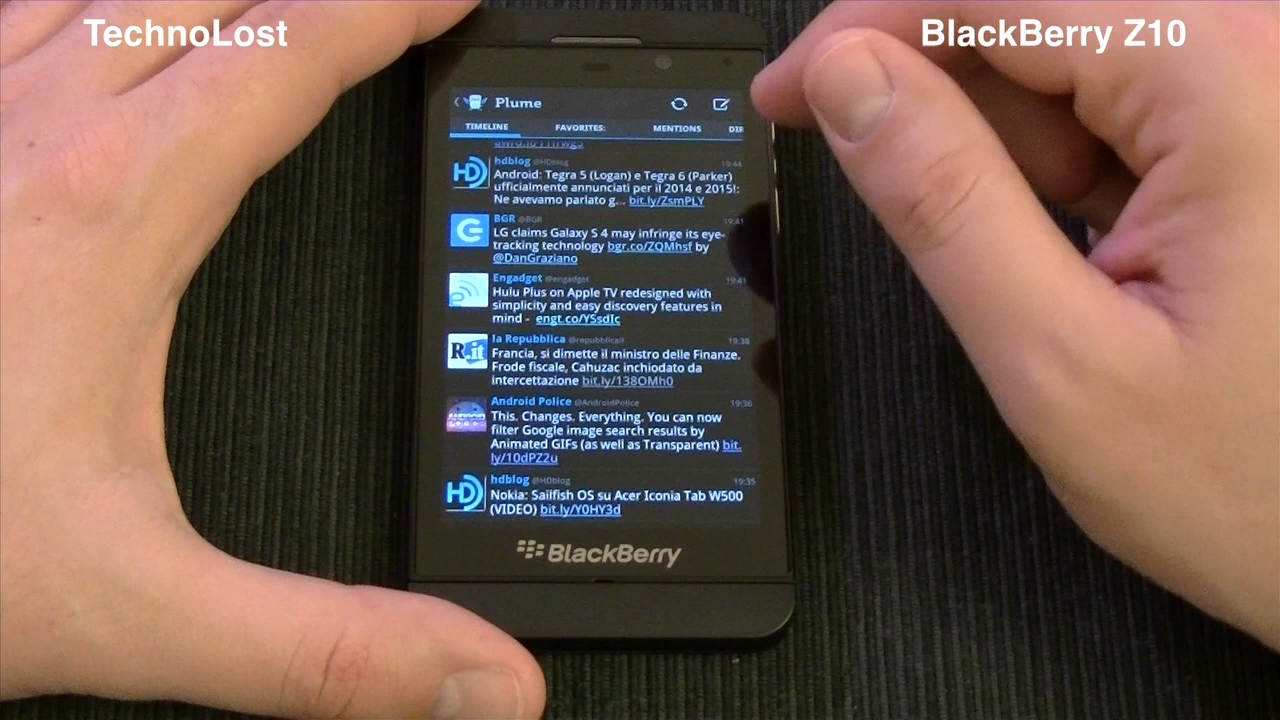 TechnoLost
BlackBerry Z10
Plume
TIMELINE FAVORITES: MENTIONS DIR
hdblog @HDblog 19:44
Android: Tegra 5 (Logan) e Tegra 6 (Parker)
ufficialmente annunciati per il 2014 e 2015!:
Ne avevamo parlato g... bit.ly/ZsmPLY
BGR @BGR 19:41
LG claims Galaxy S 4 may infringe its eye-
tracking technology bgr.co/ZQMhsf by
@DanGraziano
Engadget @engadget 19:41
Hulu Plus on Apple TV redesigned with
simplicity and easy discovery features in
mind - engt.co/YSsdIc
la Repubblica @repubblicait 19:38
Francia, si dimette il ministro delle Finanze.
Frode fiscale, Cahuzac inchiodato da
intercettazione bit.ly/138OMh0
Android Police @AndroidPolice 19:36
This. Changes. Everything. You can now
filter Google image search results by
Animated GIFs (as well as Transparent) bit.
ly/10dPZ2u
hdblog @HDblog 19:35
Nokia: Sailfish OS su Acer Iconia Tab W500
(VIDEO) bit.ly/Y0HY3d
BlackBerry